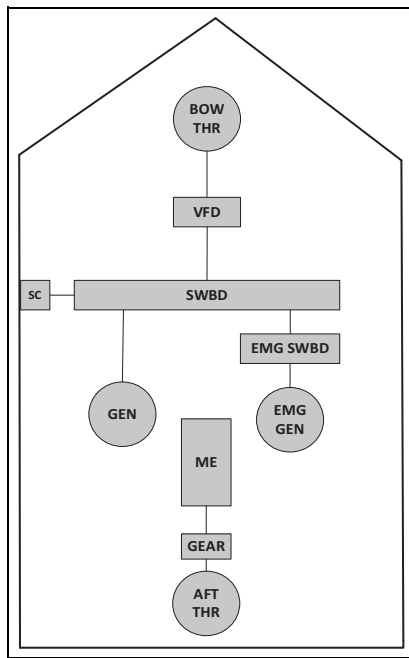 BOW
THR
VFD
SC
SWBD
EMG SWBD
GEN
EMG
GEN
ME
GEAR
AFT
THR